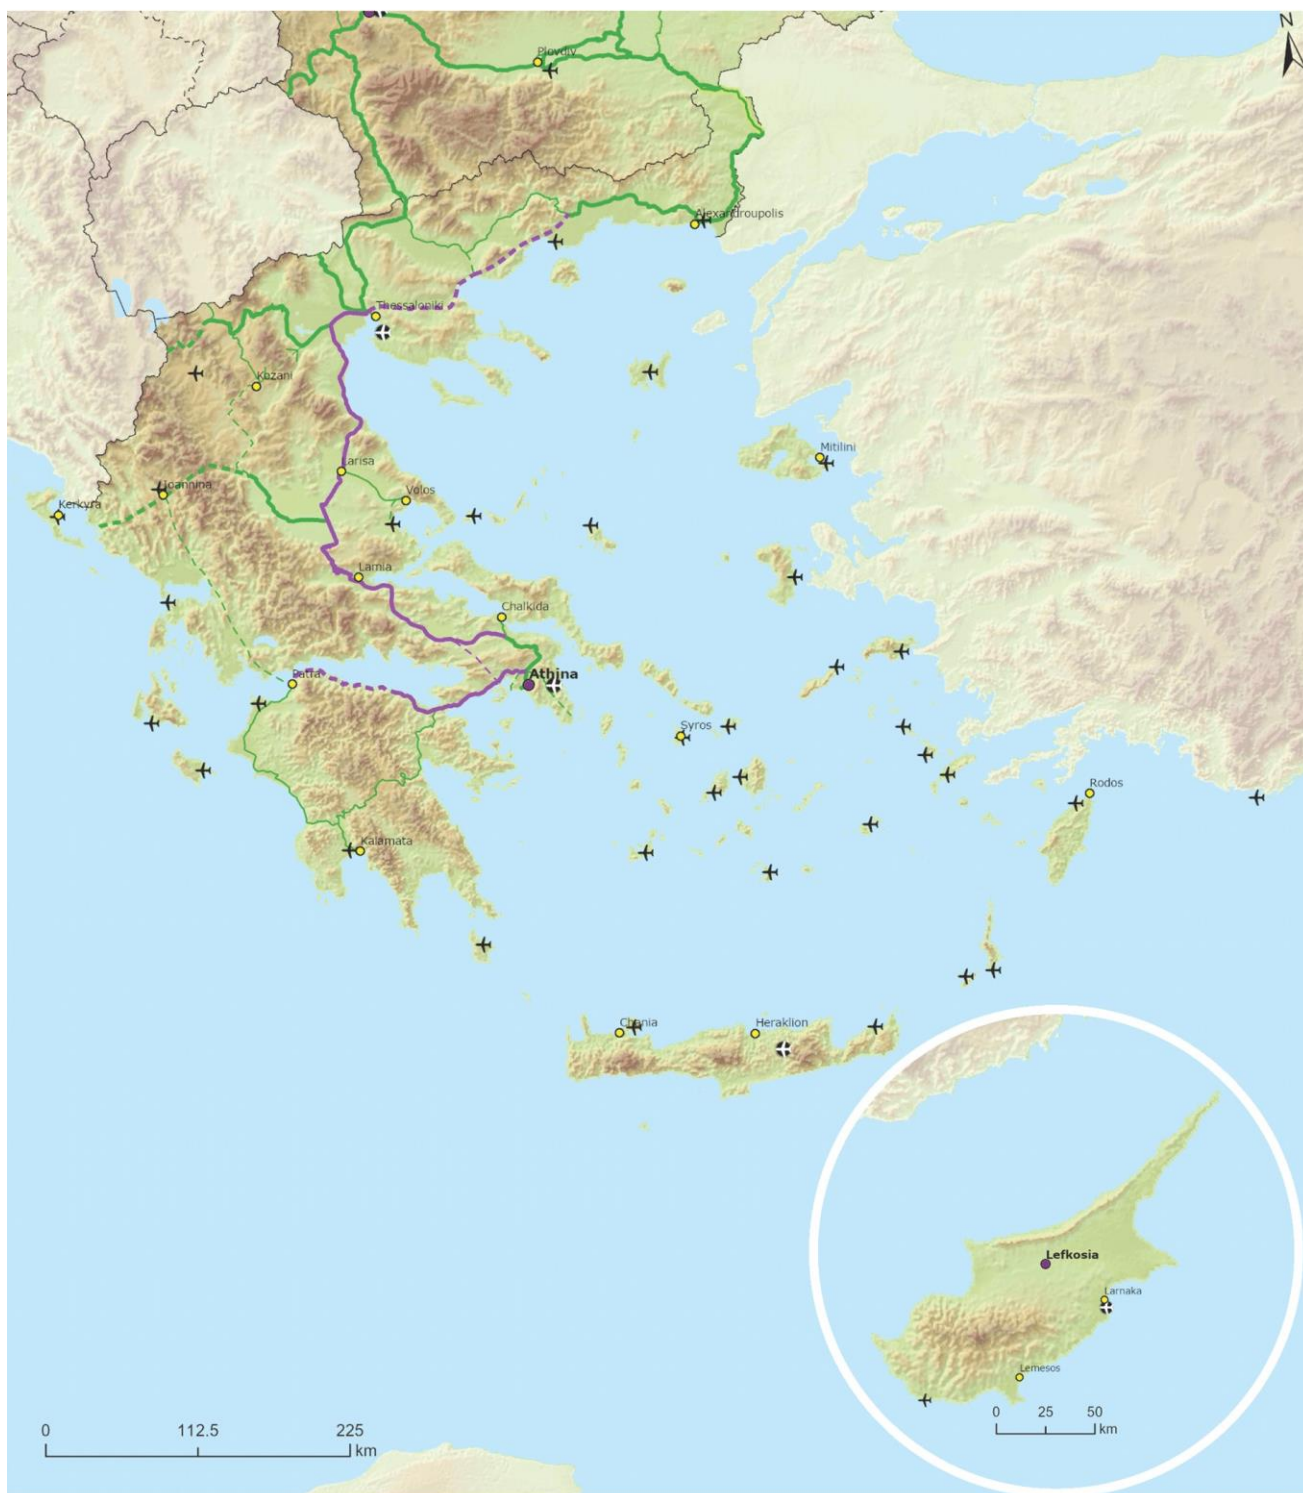 N
Plovdiv
Alexandroupolis
Thessaloniki
Kozani
Larisa
Mitilini
Ioannina
Volos
Kerkyra
Lamia
Chalkida
Patra
Athina
Syros
Rodos
Kalamata
Chania
Heraklion
Lefkosia
Larnaka
Lemesos
0 25 50
km
0 112.5 225
km